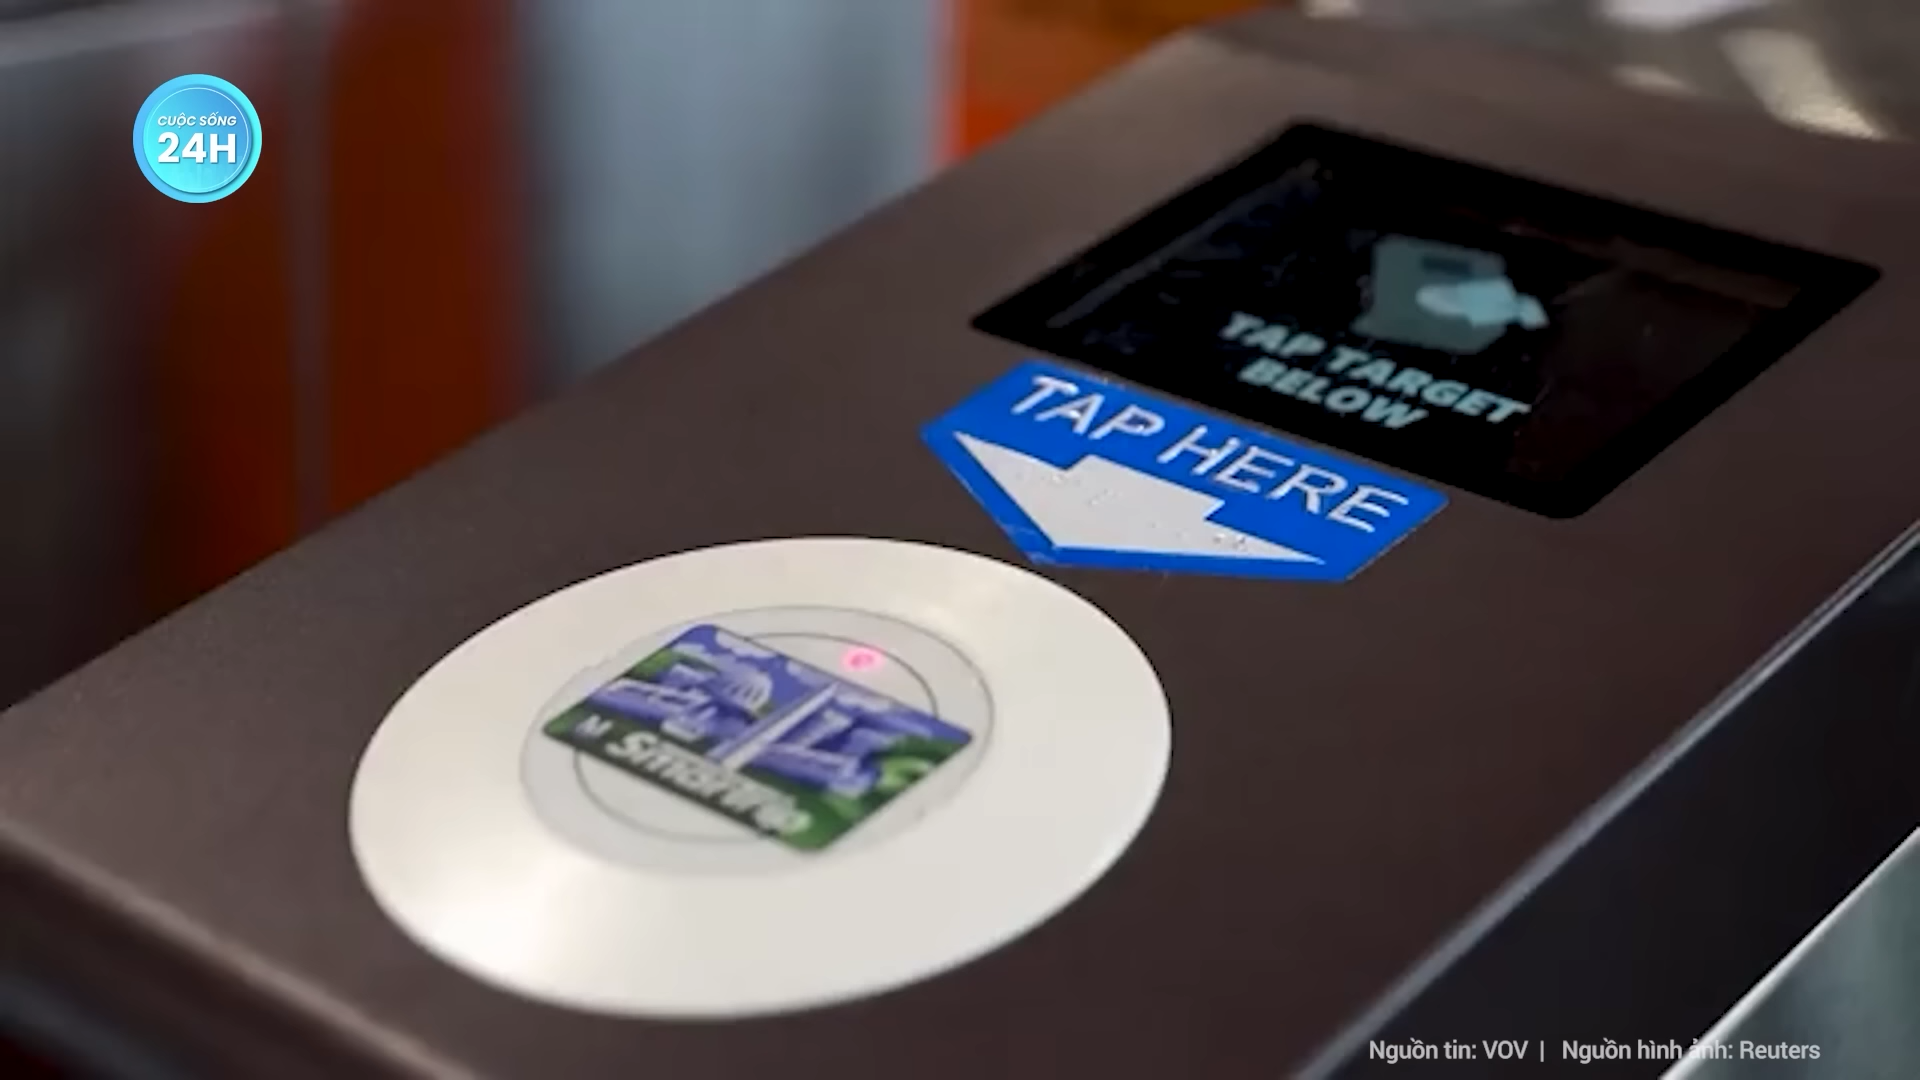 CUỘC SỐNG
24H
TAP TARGET
BELOW
TAP HERE
M SmarTrip
Nguồn tin: VOV | Nguồn hình ảnh: Reuters